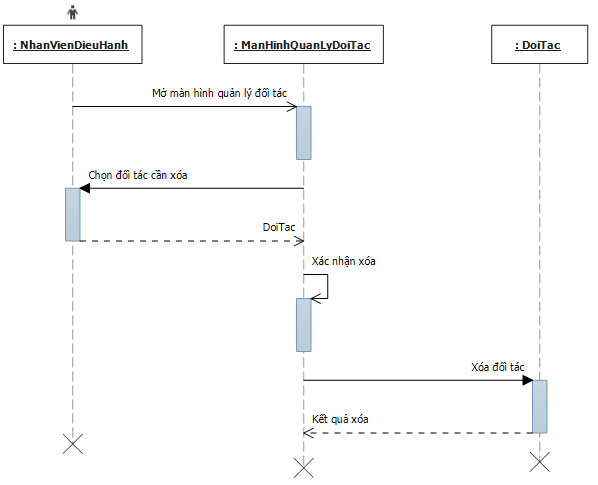 : NhanVienDieuHanh
: ManHinhQuanLyDoiTac
: DoiTac
Mở màn hình quản lý đối tác
Chọn đối tác cần xóa
DoiTac
Xác nhận xóa
Xóa đối tác
Kết quả xóa